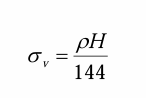 σ_v = ρH / 144